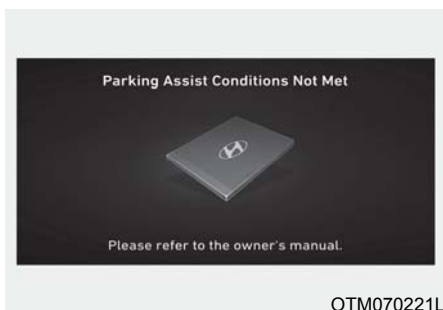 Parking Assist Conditions Not Met
Please refer to the owner's manual.
OTM070221L